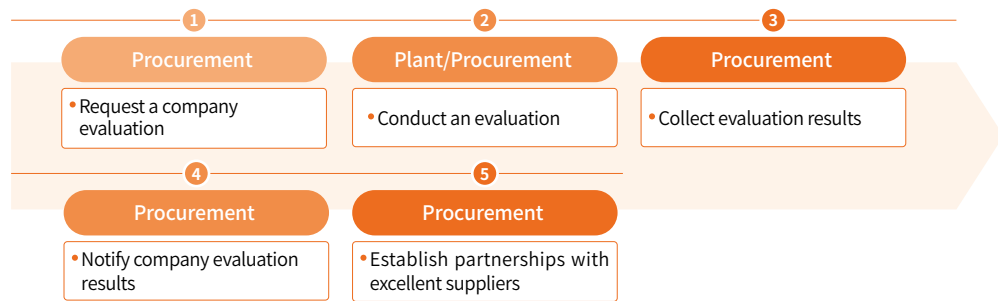 1
Procurement
• Request a company
evaluation
2
Plant/Procurement
• Conduct an evaluation
3
Procurement
• Collect evaluation results
4
Procurement
• Notify company evaluation
results
5
Procurement
• Establish partnerships with
excellent suppliers